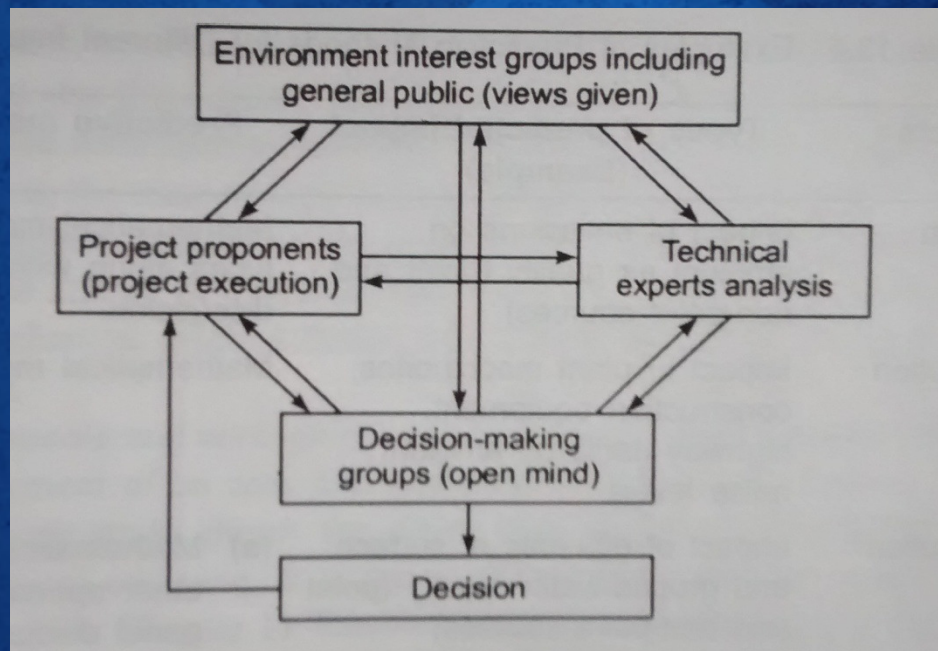 Environment interest groups including
general public (views given)
Project proponents
(project execution)
Technical
experts analysis
Decision-making
groups (open mind)
Decision